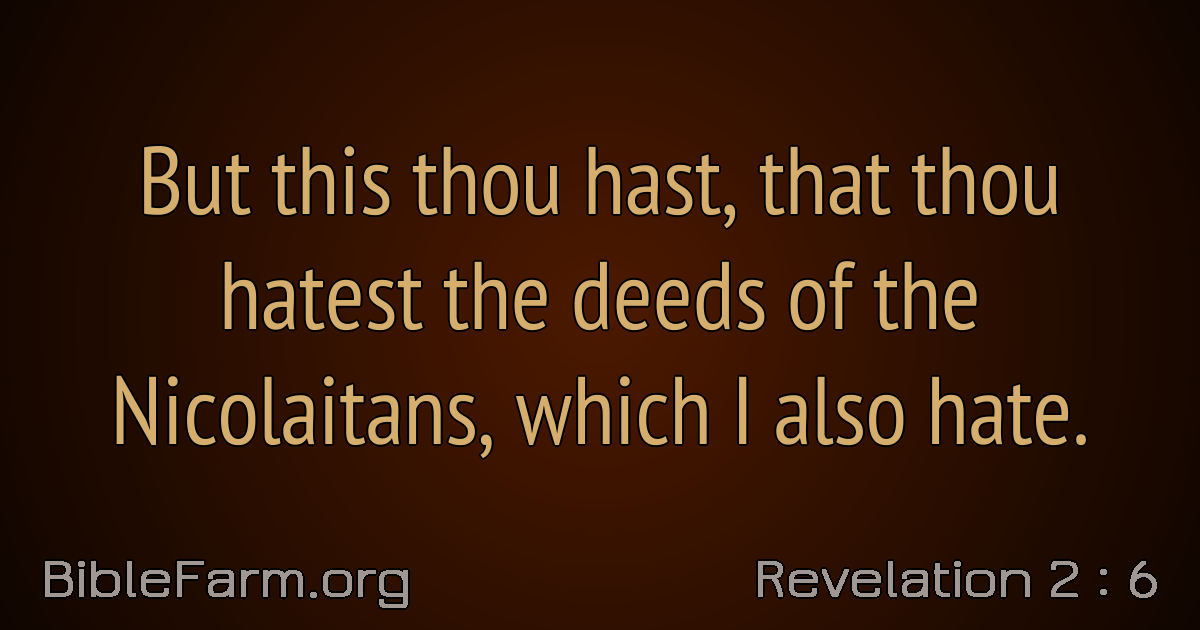 But this thou hast, that thou
hatest the deeds of the
Nicolaitans, which I also hate.
BibleFarm.org
Revelation 2 : 6